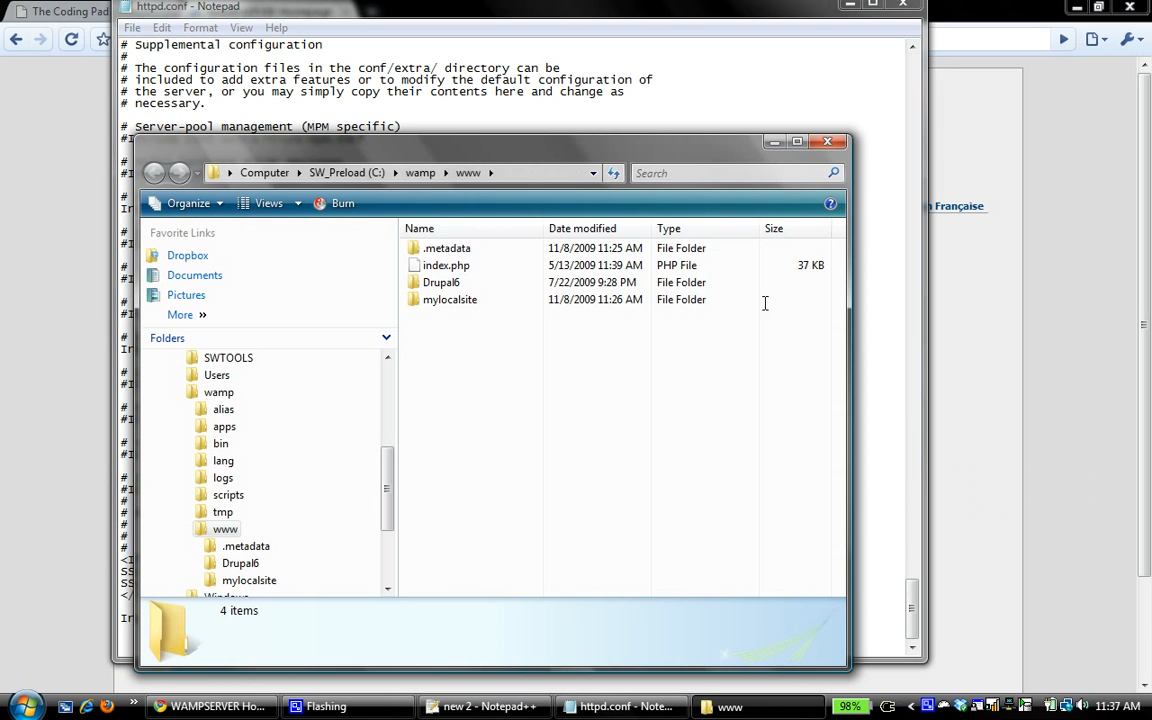 The Coding Pad
httpd.conf - Notepad
File Edit Format View Help
# Supplemental configuration
#
# The configuration files in the conf/extra/ directory can be
# included to add extra features or to modify the default configuration of
# the server, or you may simply copy their contents here and change as
# necessary.
# Server-pool management (MPM specific)
Computer SW_Preload (C:) wamp www
Search
Organize Views Burn
Favorite Links
Dropbox
Documents
Pictures
More »
Folders
SWTOOLS
Users
wamp
alias
apps
bin
lang
logs
scripts
tmp
www
.metadata
Drupal6
mylocalsite
Name Date modified Type Size
.metadata 11/8/2009 11:25 AM File Folder
index.php 5/13/2009 11:39 AM PHP File 37 KB
Drupal6 7/22/2009 9:28 PM File Folder
mylocalsite 11/8/2009 11:26 AM File Folder
4 items
Française
WAMPSERVER Ho... Flashing new 2 - Notepad++ httpd.conf - Note... www 98% 11:37 AM